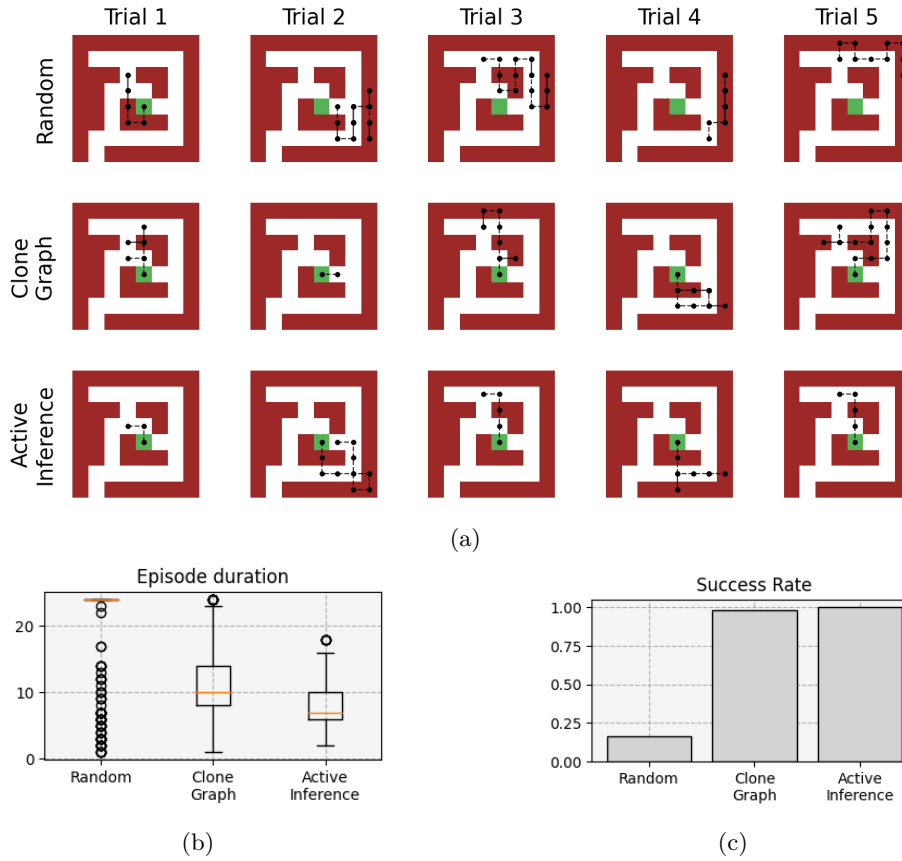 Trial 1 Trial 2 Trial 3 Trial 4 Trial 5
Random
Clone
Graph
Active
Inference
(a)
Episode duration
20
10
0
Random Clone Active
Graph Inference
(b)
Success Rate
1.00
0.75
0.50
0.25
0.00
Random Clone Active
Graph Inference
(c)